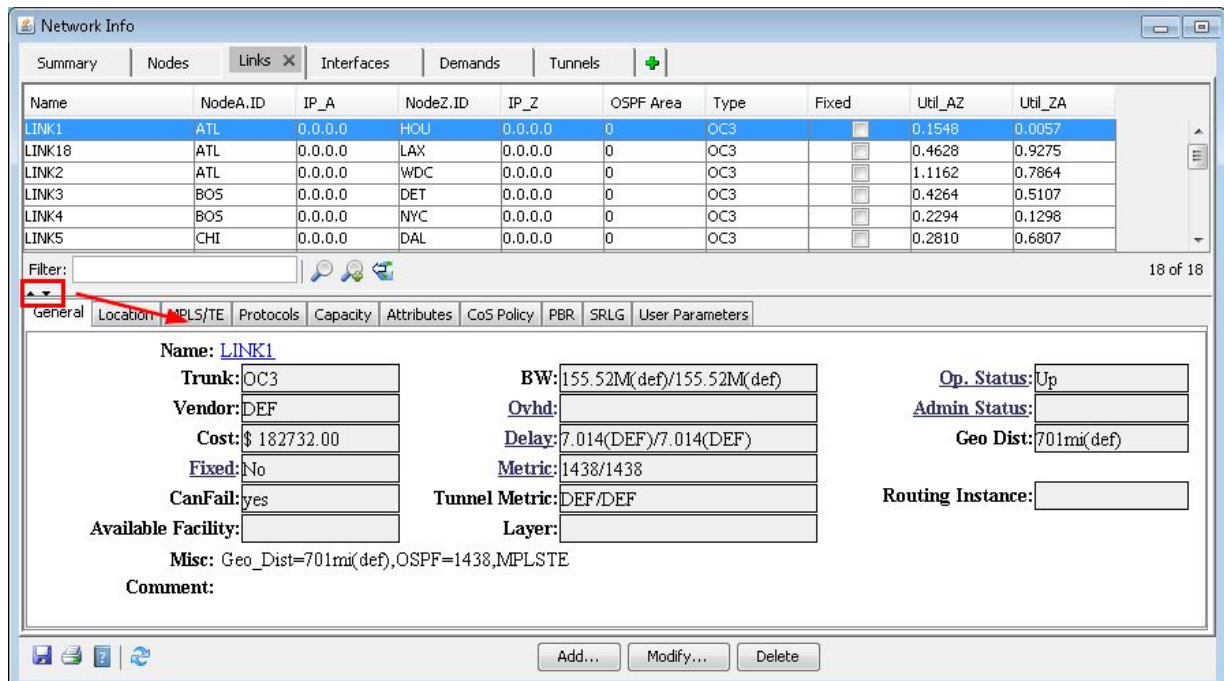 Network Info
Summary Nodes Links Interfaces Demands Tunnels
Name NodeA.ID IP_A NodeZ.ID IP_Z OSPF Area Type Fixed Util_AZ Util_ZA
LINK1 ATL 0.0.0.0 HOU 0.0.0.0 0 OC3 0.1548 0.0057
LINK18 ATL 0.0.0.0 LAX 0.0.0.0 0 OC3 0.4628 0.9275
LINK2 ATL 0.0.0.0 WDC 0.0.0.0 0 OC3 1.1162 0.7864
LINK3 BOS 0.0.0.0 DET 0.0.0.0 0 OC3 0.4264 0.5107
LINK4 BOS 0.0.0.0 NYC 0.0.0.0 0 OC3 0.2294 0.1298
LINK5 CHI 0.0.0.0 DAL 0.0.0.0 0 OC3 0.2810 0.6807
Filter: 18 of 18
General Location MPLS/TE Protocols Capacity Attributes CoS Policy PBR SRLG User Parameters
Name: LINK1
Trunk: OC3 BW: 155.52M(def)/155.52M(def) Op. Status: Up
Vendor: DEF Ovhd: Admin Status:
Cost: $ 182732.00 Delay: 7.014(DEF)/7.014(DEF) Geo Dist: 701mi(def)
Fixed: No Metric: 1438/1438
CanFail: yes Tunnel Metric: DEF/DEF Routing Instance:
Available Facility: Layer:
Misc: Geo_Dist=701mi(def),OSPF=1438,MPLSTE
Comment:
Add... Modify... Delete